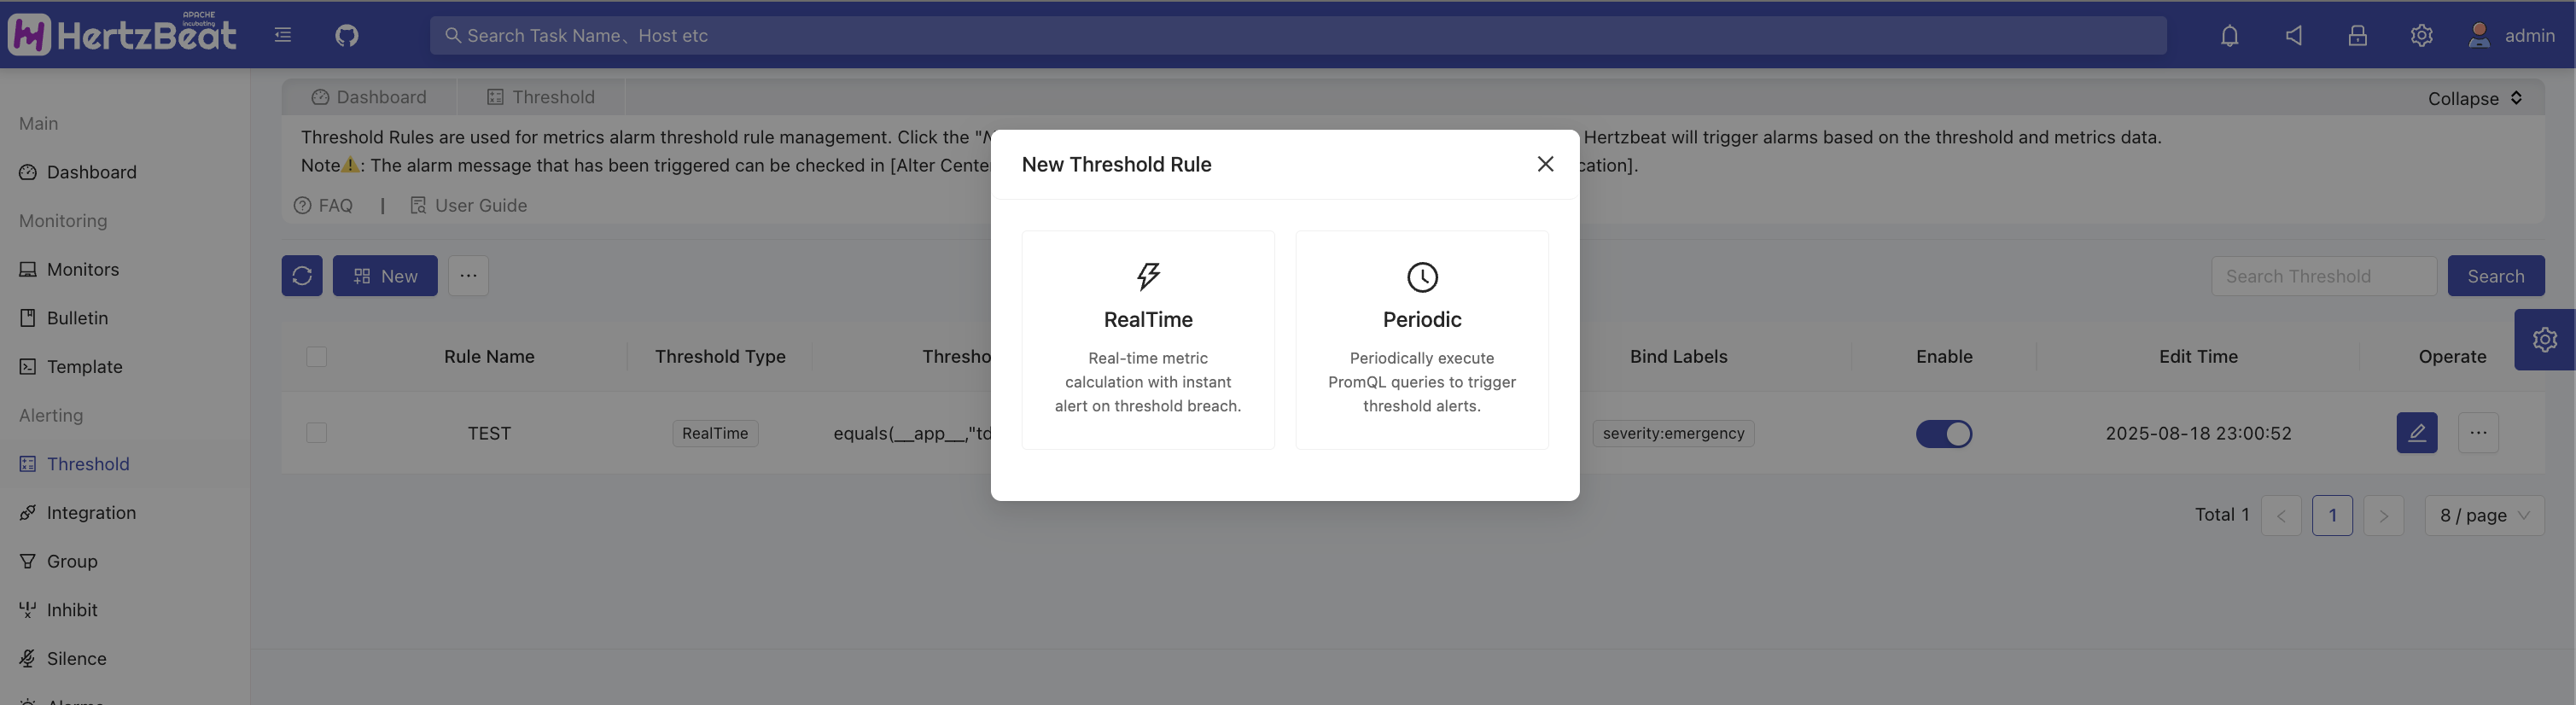 APACHE
incubating
HertzBeat
Search Task Name、Host etc
admin
Dashboard
Threshold
Collapse
Main
Dashboard
Monitoring
Monitors
Bulletin
Template
Alerting
Threshold
Integration
Group
Inhibit
Silence
Threshold Rules are used for metrics alarm threshold rule management. Click the
Hertzbeat will trigger alarms based on the threshold and metrics data.
Note⚠: The alarm message that has been triggered can be checked in [Alter Cente
cation].
FAQ | User Guide
New
...
Search Threshold
Search
Rule Name
Threshold Type
Thresho
Bind Labels
Enable
Edit Time
Operate
TEST
RealTime
equals(__app__,"td
severity:emergency
2025-08-18 23:00:52
...
Total 1
<
1
>
8 / page
New Threshold Rule
RealTime
Real-time metric
calculation with instant
alert on threshold breach.
Periodic
Periodically execute
PromQL queries to trigger
threshold alerts.